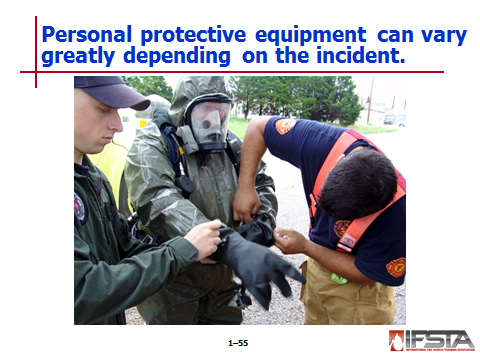 Personal protective equipment can vary
greatly depending on the incident.
1–55
IFSTA
INTERNATIONAL FIRE SERVICE TRAINING ASSOCIATION